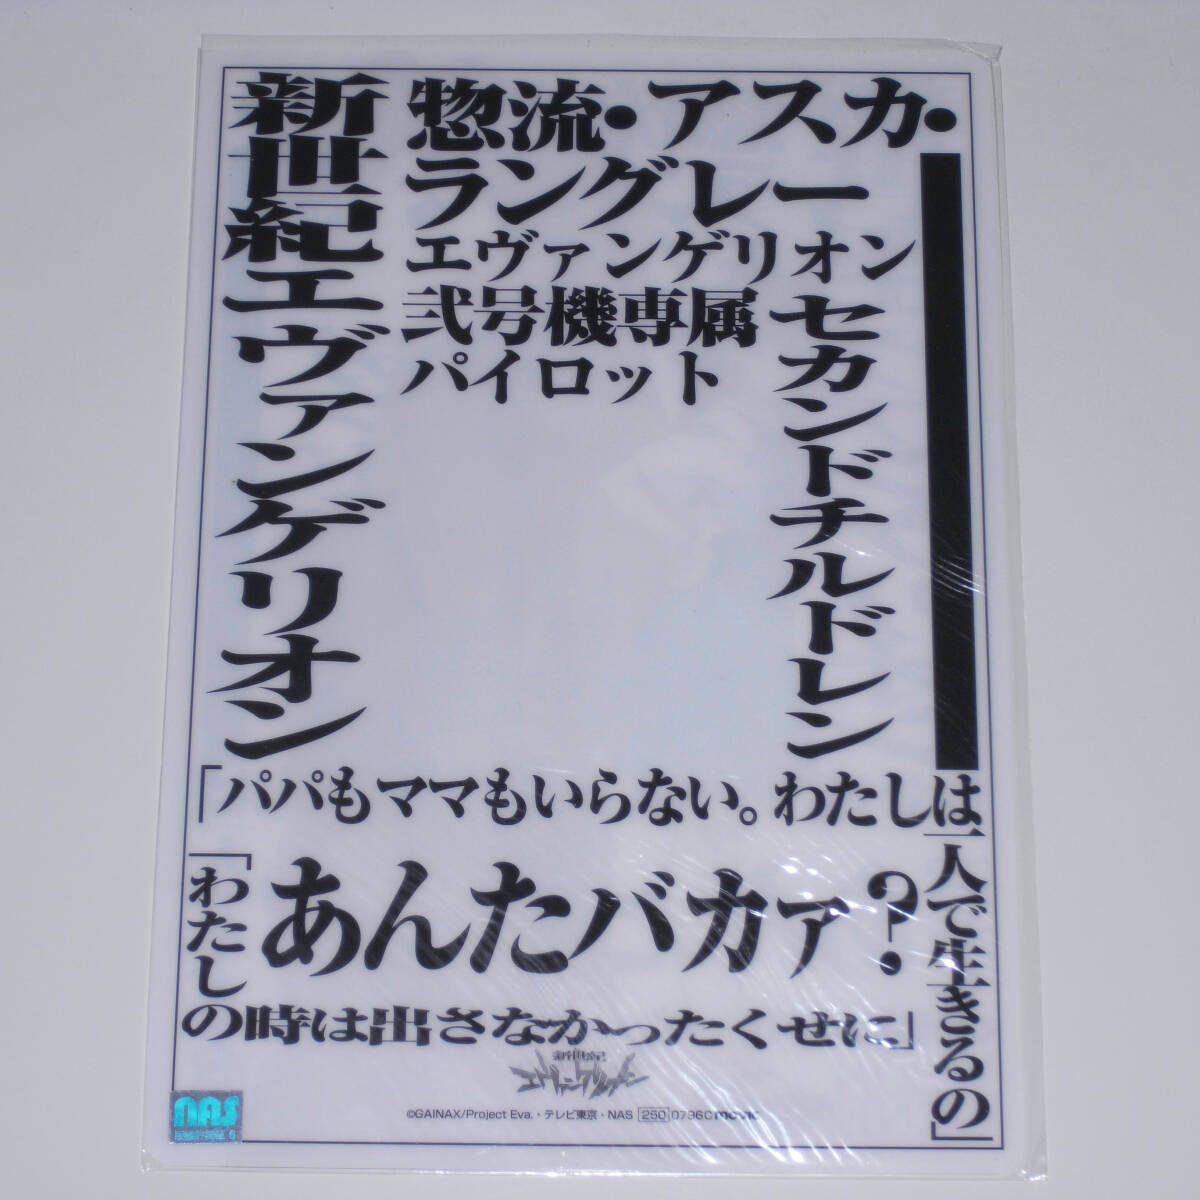 新世紀エヴァンゲリオン
惣流・アスカ・
ラングレー
エヴァンゲリオン
弐号機専属
パイロット
セカンドチルドレン
「パパもママもいらない。わたしは
一人で生きるの」
あんたバカァ?
「わたし
の時は出さなかったくせに」
新世紀
エヴァンゲリオン
©GAINAX/Project Eva.・テレビ東京・NAS 250 0796C movic
nas